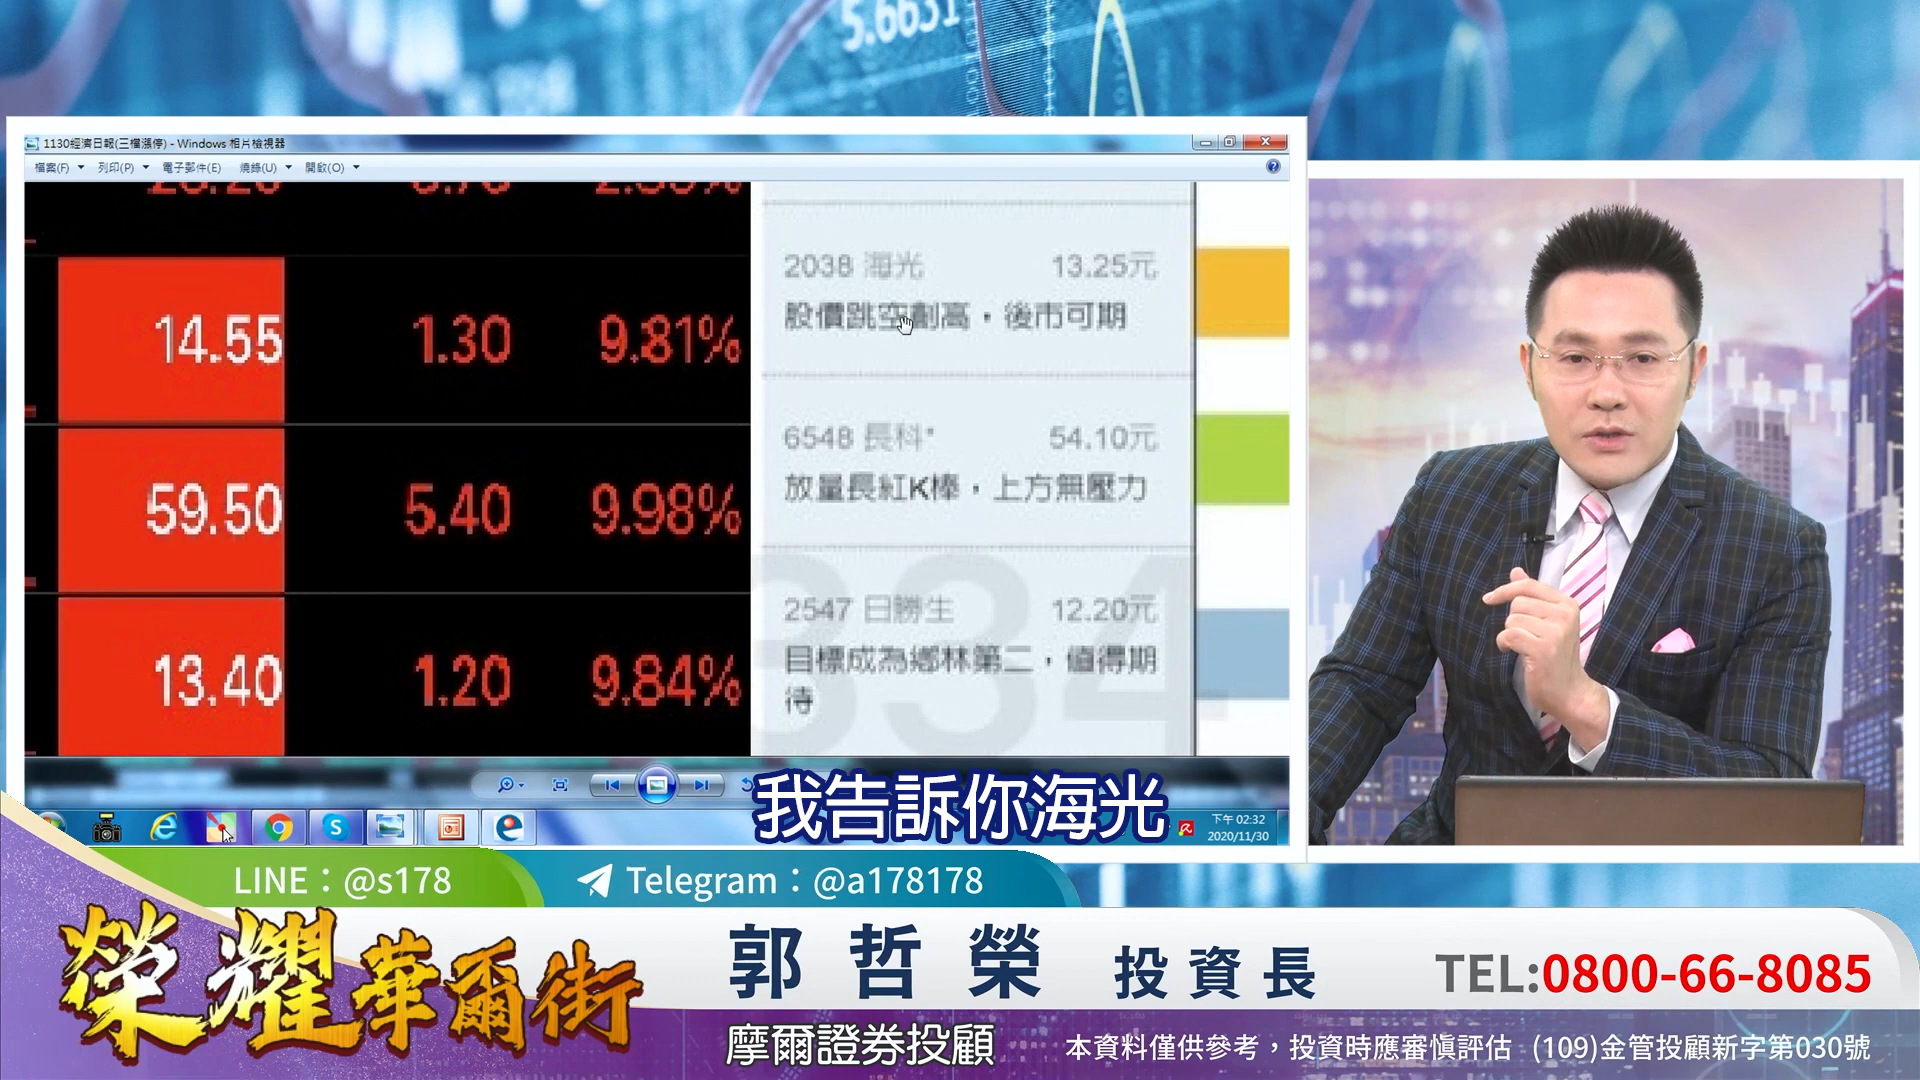 5.6631
1130經濟日報(三檔漲停) - Windows 相片檢視器
檔案(F) 列印(P) 電子郵件(E) 燒錄(U) 開啟(O)
14.55 1.30 9.81%
59.50 5.40 9.98%
13.40 1.20 9.84%
2038 海光 13.25元
股價跳空創高，後市可期
6548 長科* 54.10元
放量長紅K棒，上方無壓力
2547 日勝生 12.20元
目標成為鄉林第二，值得期
待
334
我告訴你海光
下午 02:32
2020/11/30
LINE：@s178
Telegram：@a178178
榮耀華爾街
郭哲榮 投資長
TEL:0800-66-8085
摩爾證券投顧
本資料僅供參考，投資時應審慎評估 (109)金管投顧新字第030號